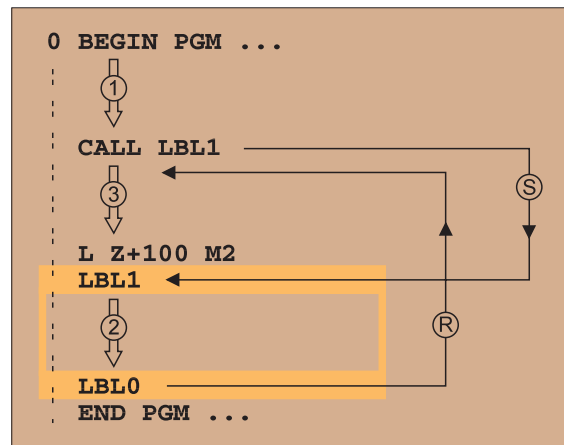 0 BEGIN PGM ...
1
CALL LBL1
S
3
L Z+100 M2
LBL1
2
R
LBL0
END PGM ...